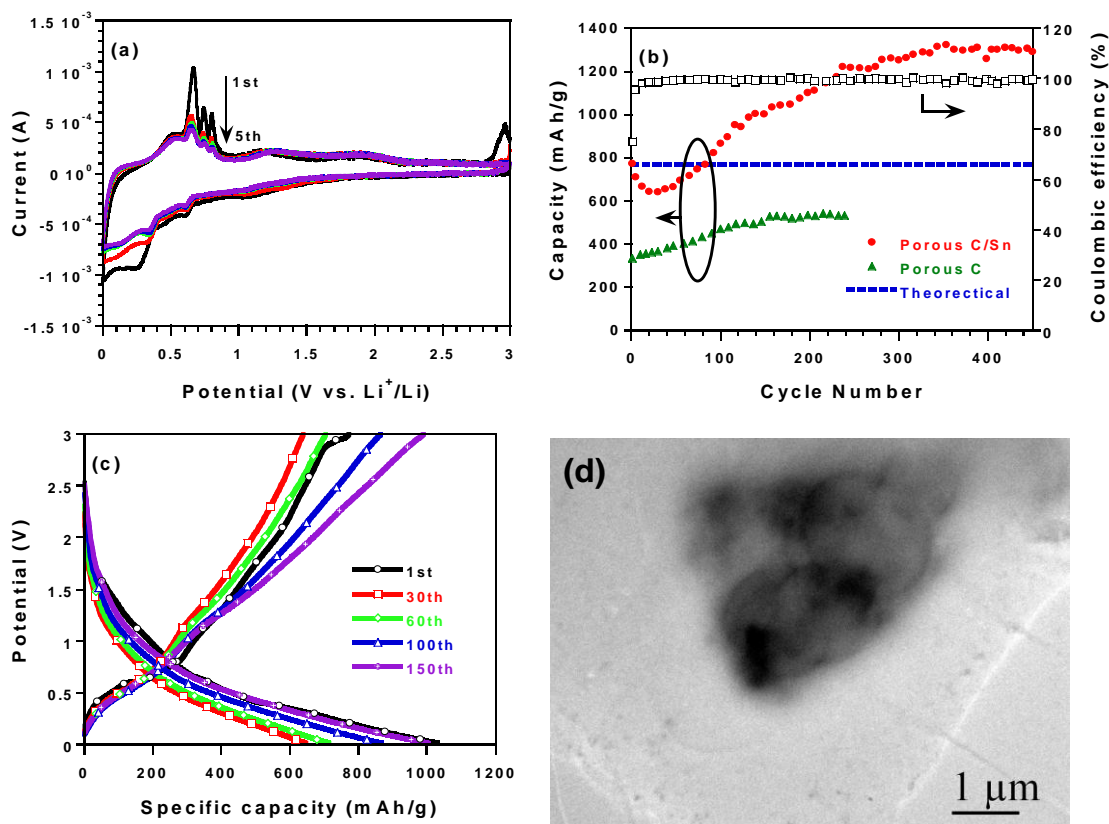 (a)
1.5 10⁻³
1 10⁻³
5 10⁻⁴
0 10⁰
-5 10⁻⁴
-1 10⁻³
-1.5 10⁻³
Current (A)
1st
5th
0 0.5 1 1.5 2 2.5 3
Potential (V vs. Li⁺/Li)
(b)
1400
1200
1000
800
600
400
200
0
Capacity (mAh/g)
120
100
80
60
40
20
0
Coulombic efficiency (%)
Porous C/Sn
Porous C
Theorectical
0 100 200 300 400
Cycle Number
(c)
3
2.5
2
1.5
1
0.5
0
Potential (V)
1st
30th
60th
100th
150th
0 200 400 600 800 1000 1200
Specific capacity (mAh/g)
(d)
1 μm